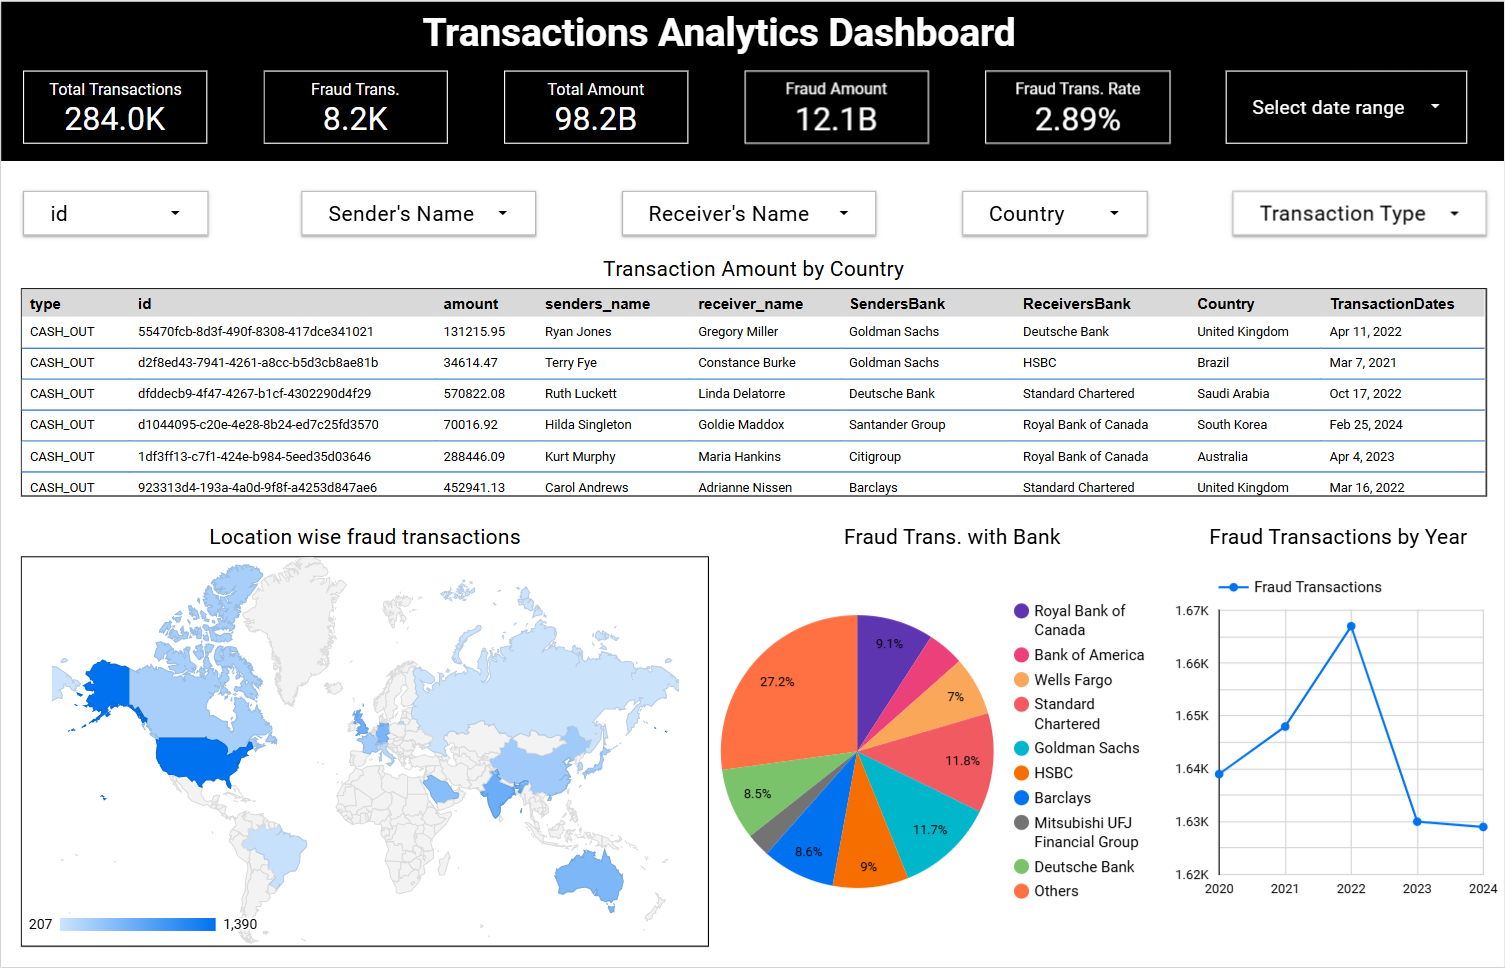 Transactions Analytics Dashboard
Total Transactions
284.0K
Fraud Trans.
8.2K
Total Amount
98.2B
Fraud Amount
12.1B
Fraud Trans. Rate
2.89%
Select date range
id
Sender's Name
Receiver's Name
Country
Transaction Type
Transaction Amount by Country
type id amount senders_name receiver_name SendersBank ReceiversBank Country TransactionDates
CASH_OUT 55470fcb-8d3f-490f-8308-417dce341021 131215.95 Ryan Jones Gregory Miller Goldman Sachs Deutsche Bank United Kingdom Apr 11, 2022
CASH_OUT d2f8ed43-7941-4261-a8cc-b5d3cb8ae81b 34614.47 Terry Fye Constance Burke Goldman Sachs HSBC Brazil Mar 7, 2021
CASH_OUT dfddecb9-4f47-4267-b1cf-4302290d4f29 570822.08 Ruth Luckett Linda Delatorre Deutsche Bank Standard Chartered Saudi Arabia Oct 17, 2022
CASH_OUT d1044095-c20e-4e28-8b24-ed7c25fd3570 70016.92 Hilda Singleton Goldie Maddox Santander Group Royal Bank of Canada South Korea Feb 25, 2024
CASH_OUT 1df3ff13-c7f1-424e-b984-5eed35d03646 288446.09 Kurt Murphy Maria Hankins Citigroup Royal Bank of Canada Australia Apr 4, 2023
CASH_OUT 923313d4-193a-4a0d-9f8f-a4253d847ae6 452941.13 Carol Andrews Adrianne Nissen Barclays Standard Chartered United Kingdom Mar 16, 2022
Location wise fraud transactions
207
1,390
Fraud Trans. with Bank
9.1%
7%
11.8%
11.7%
9%
8.6%
8.5%
27.2%
Royal Bank of
Canada
Bank of America
Wells Fargo
Standard
Chartered
Goldman Sachs
HSBC
Barclays
Mitsubishi UFJ
Financial Group
Deutsche Bank
Others
Fraud Transactions by Year
Fraud Transactions
1.67K
1.66K
1.65K
1.64K
1.63K
1.62K
2020 2021 2022 2023 2024